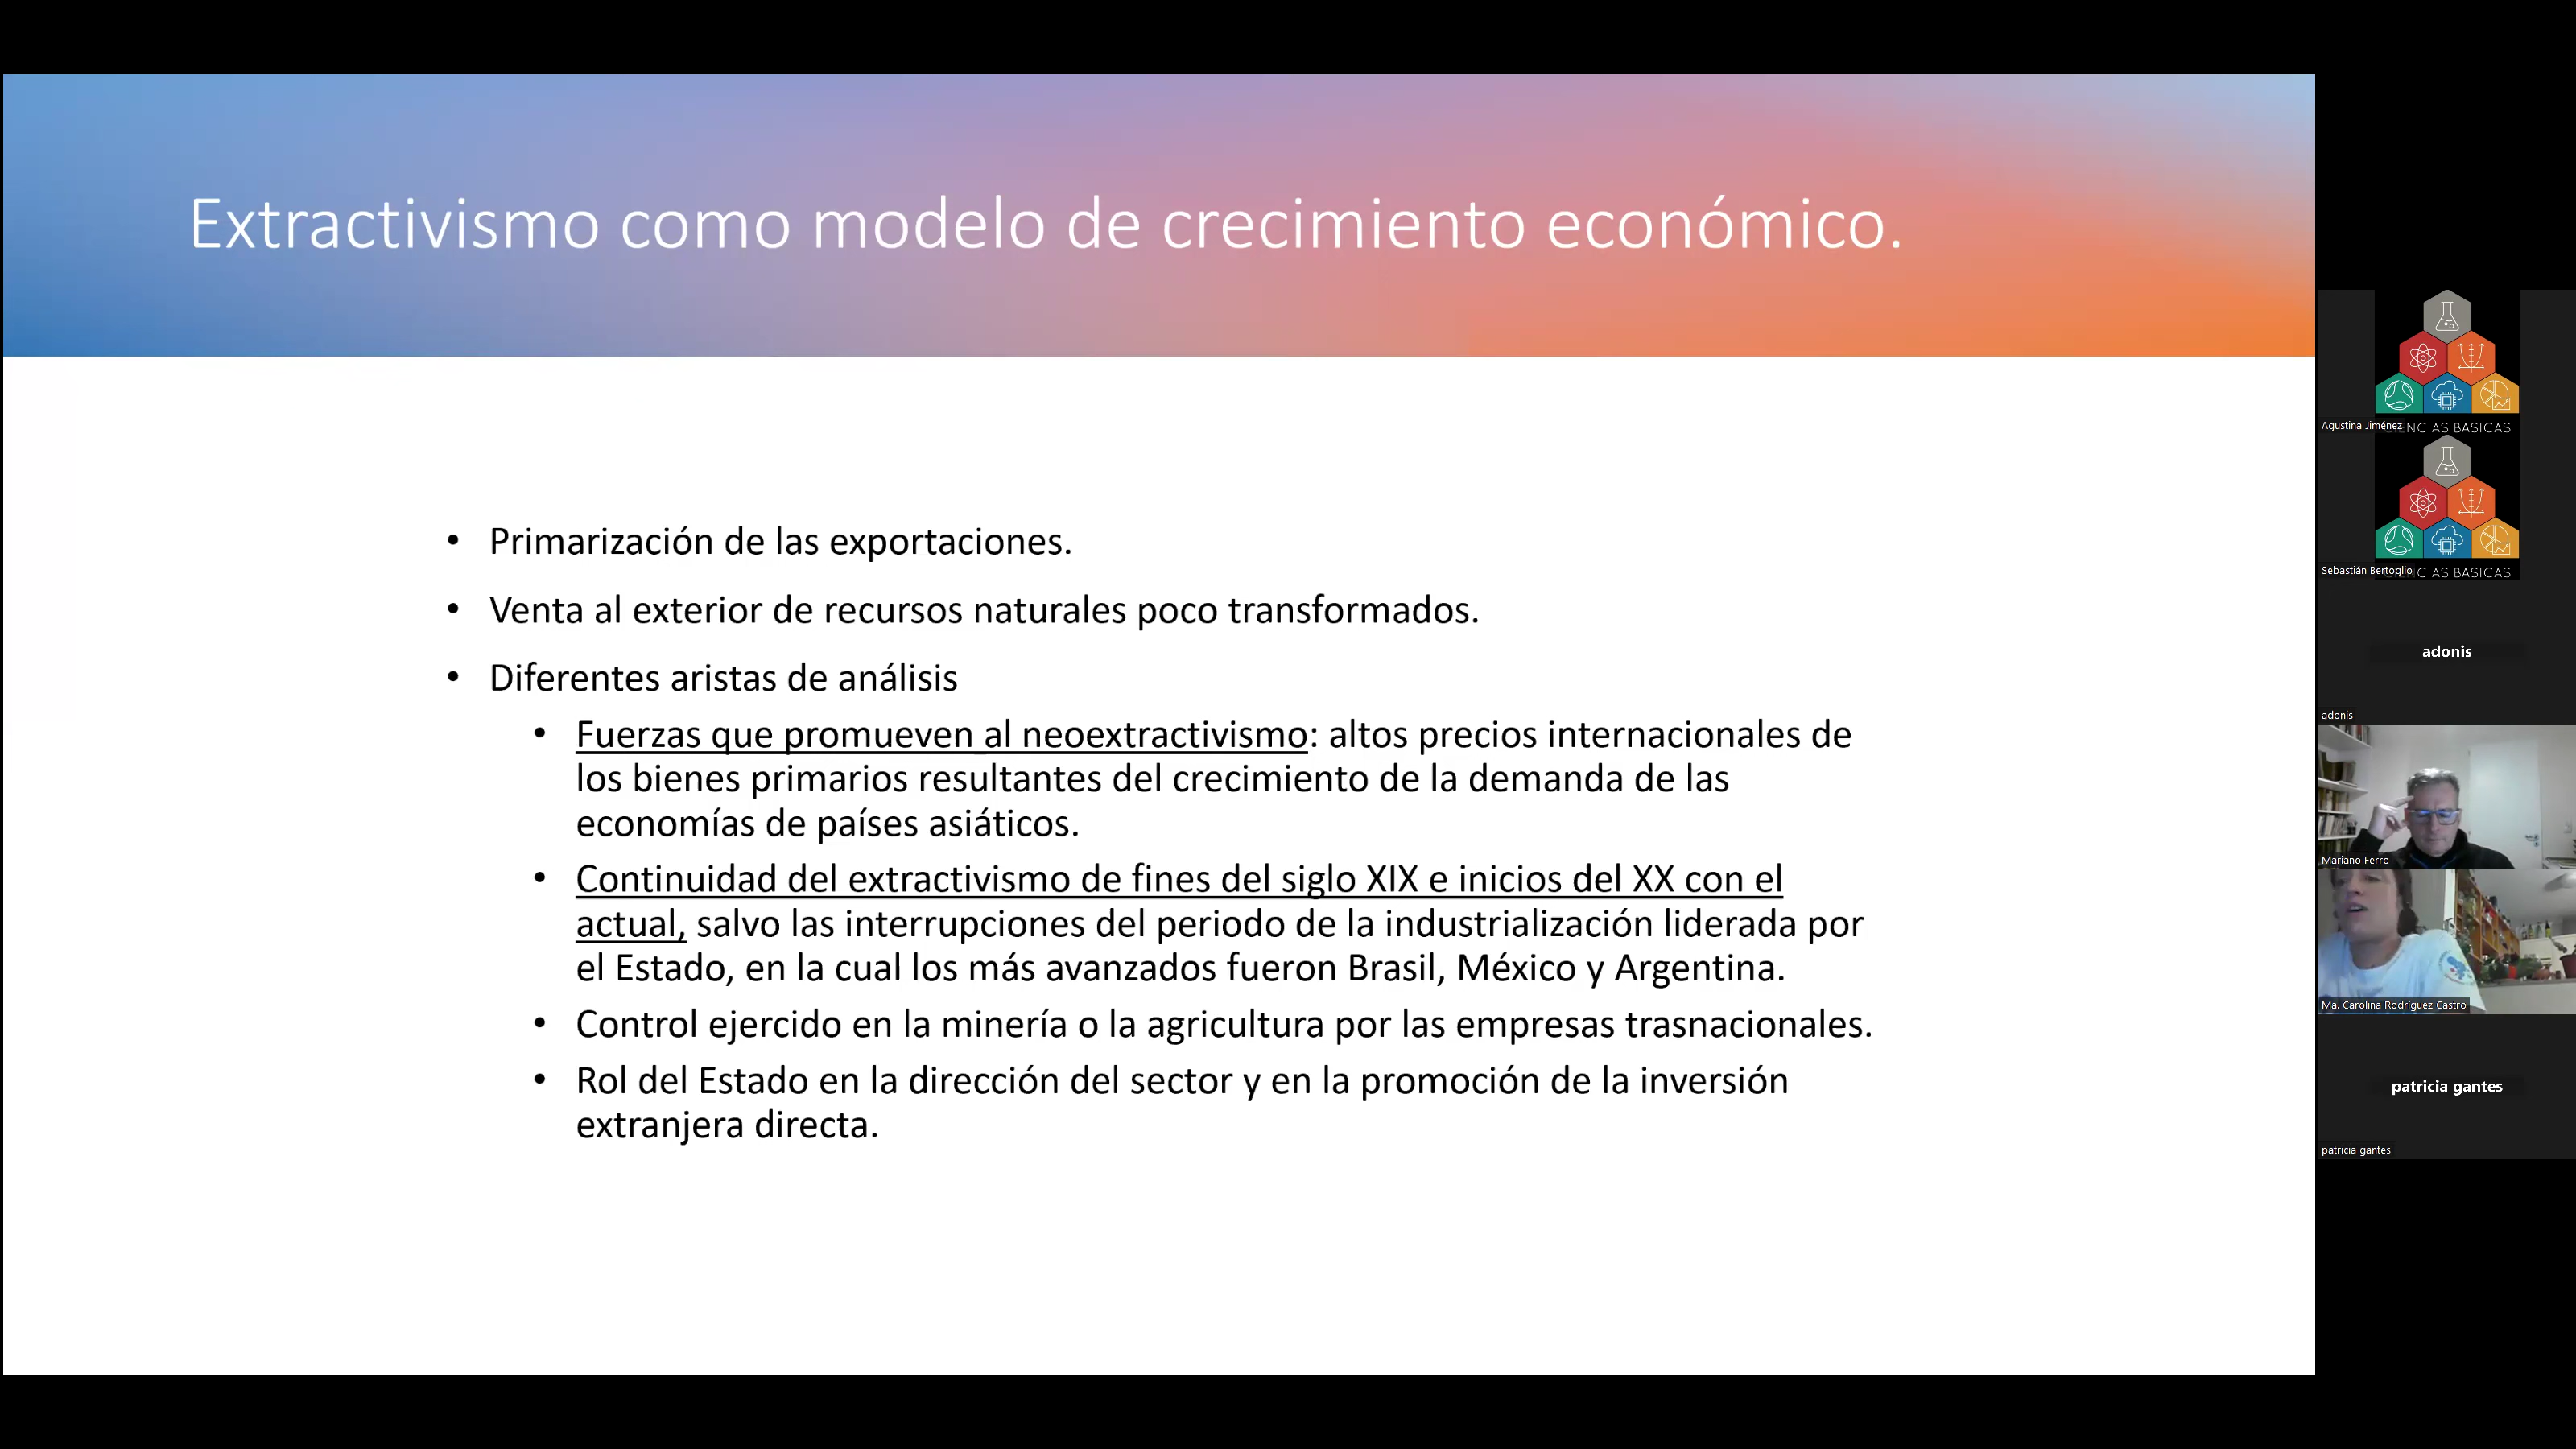 Extractivismo como modelo de crecimiento económico.
• Primarización de las exportaciones.
• Venta al exterior de recursos naturales poco transformados.
• Diferentes aristas de análisis
• Fuerzas que promueven al neoextractivismo: altos precios internacionales de
los bienes primarios resultantes del crecimiento de la demanda de las
economías de países asiáticos.
• Continuidad del extractivismo de fines del siglo XIX e inicios del XX con el
actual, salvo las interrupciones del periodo de la industrialización liderada por
el Estado, en la cual los más avanzados fueron Brasil, México y Argentina.
• Control ejercido en la minería o la agricultura por las empresas trasnacionales.
• Rol del Estado en la dirección del sector y en la promoción de la inversión
extranjera directa.
Agustina Jiménez
NCIAS BASICAS
Sebastián Bertoglio
CIAS BASICAS
adonis
adonis
Mariano Ferro
Ma. Carolina Rodríguez Castro
patricia gantes
patricia gantes